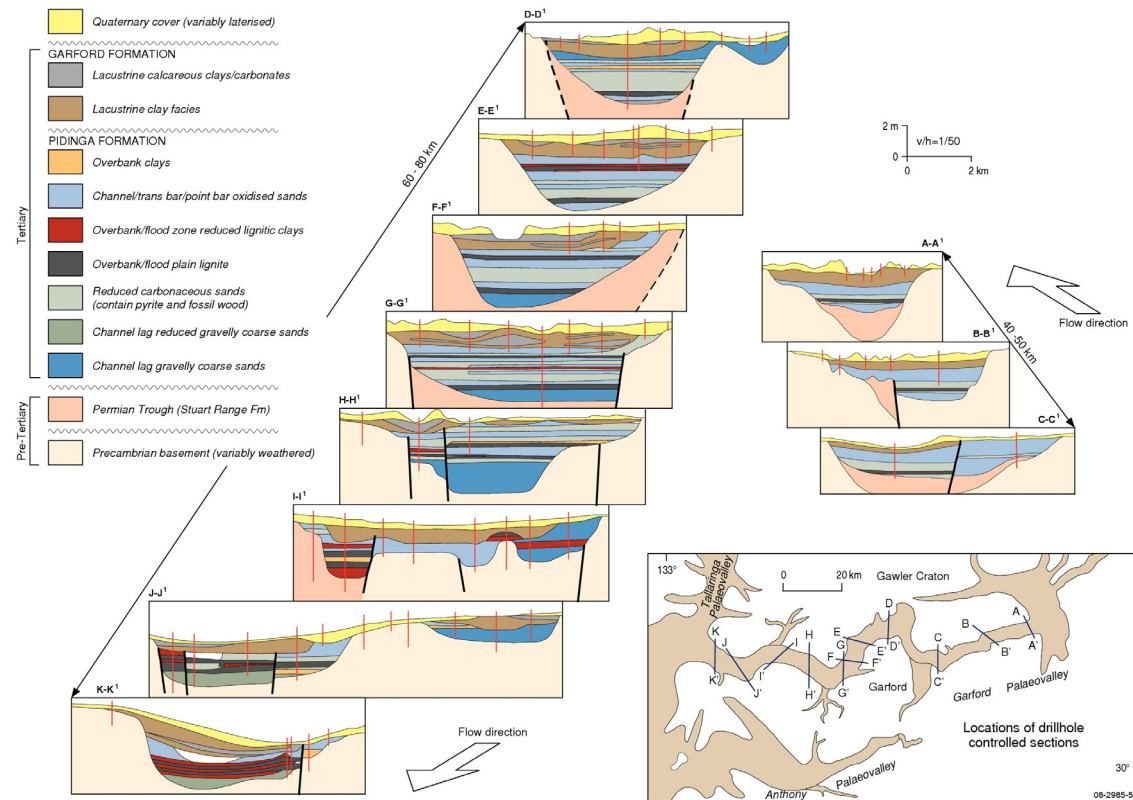 Quaternary cover (variably laterised)
GARFORD FORMATION
Lacustrine calcareous clays/carbonates
Lacustrine clay facies
PIDINGA FORMATION
Overbank clays
Channel/trans bar/point bar oxidised sands
Overbank/flood zone reduced lignitic clays
Overbank/flood plain lignite
Reduced carbonaceous sands
(contain pyrite and fossil wood)
Channel lag reduced gravelly coarse sands
Channel lag gravelly coarse sands
Permian Trough (Stuart Range Fm)
Precambrian basement (variably weathered)
Tertiary
Pre-Tertiary
D-D¹
E-E¹
F-F¹
G-G¹
H-H¹
I-I¹
J-J¹
K-K¹
60 - 80 km
Flow direction
2 m
0
v/h=1/50
0
2 km
A-A¹
B-B¹
C-C¹
40 -50 km
Flow direction
133°
0
20 km
Gawler Craton
Tallaringa
Palaeovalley
K
J
I
H
E
G
F
D
C
B
A
K'
J'
I'
H'
G'
F'
E'
D'
C'
B'
A'
Garford
Garford
Palaeovalley
Locations of drillhole
controlled sections
Anthony
Palaeovalley
30°
08-2985-5